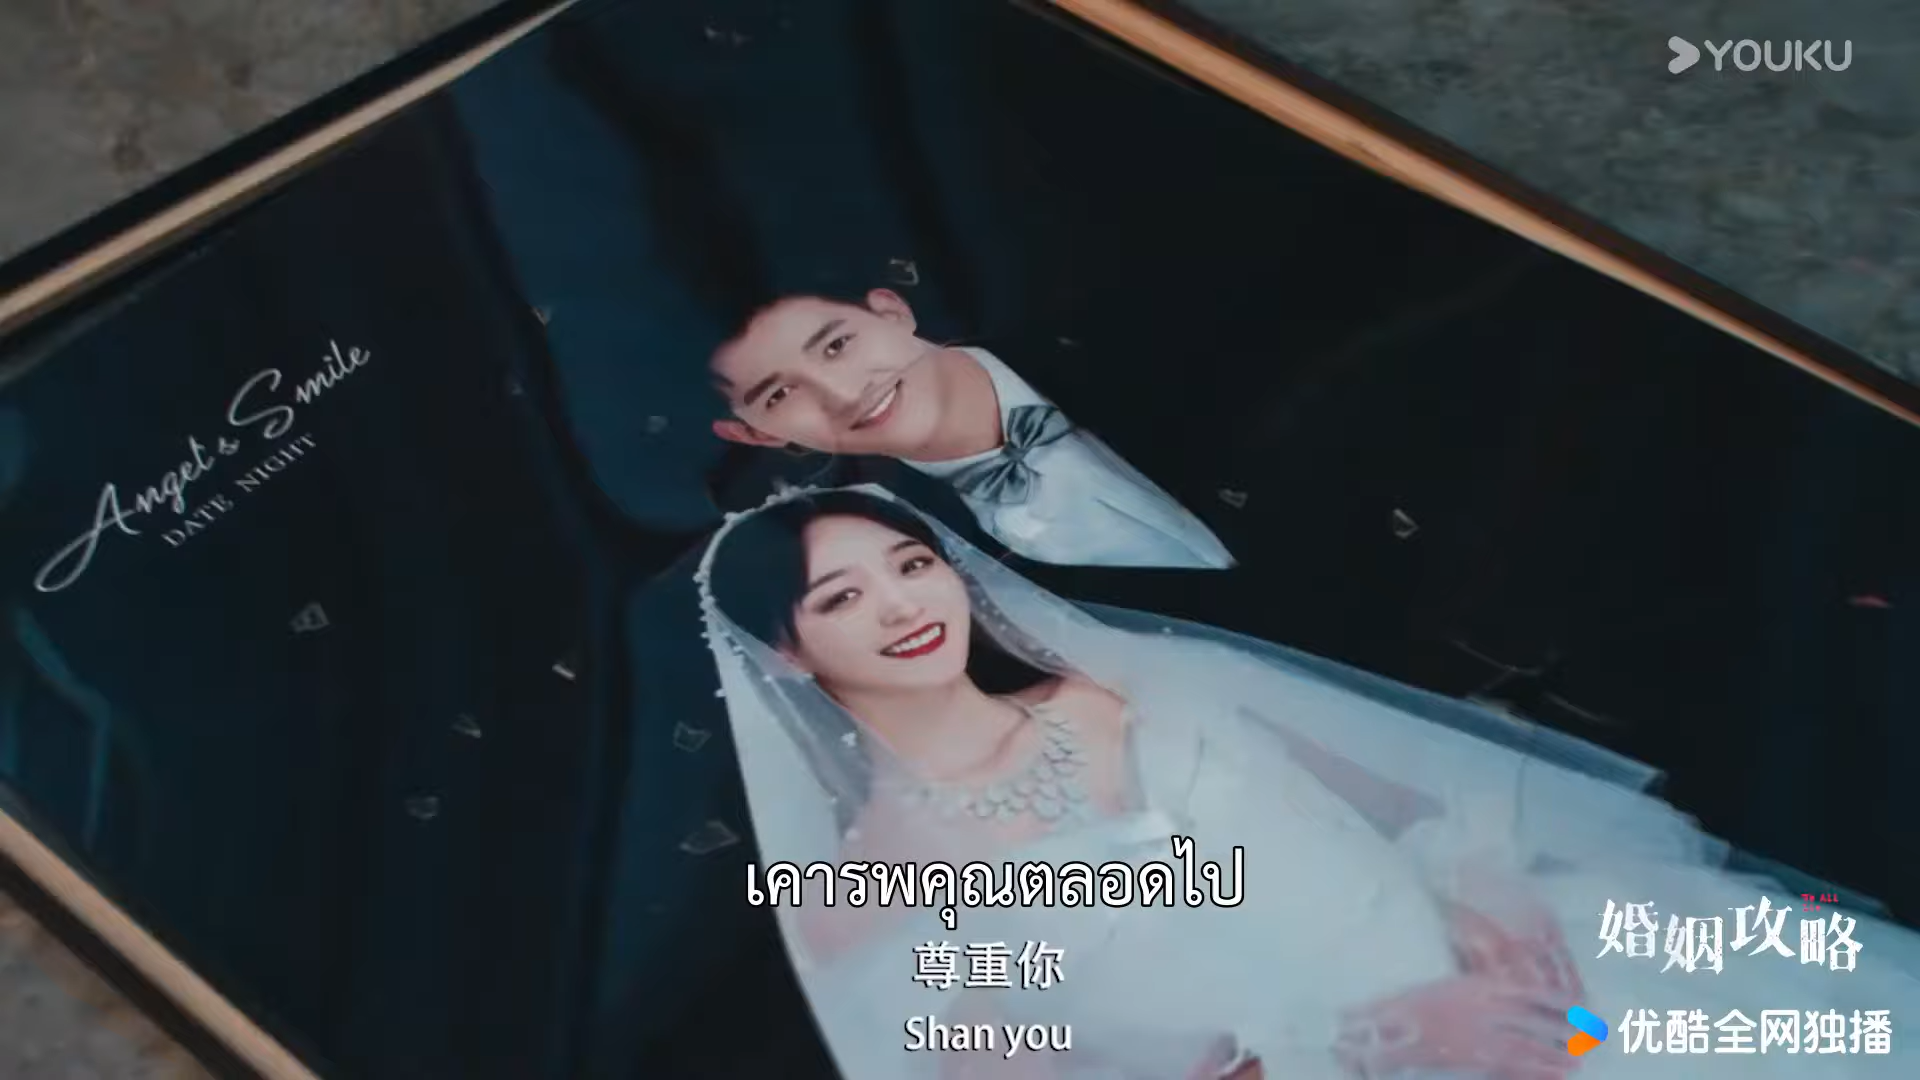 YOUKU
Angel's Smile
DATE NIGHT
เคารพคุณตลอดไป
尊重你
Shan you
婚姻攻略
优酷全网独播